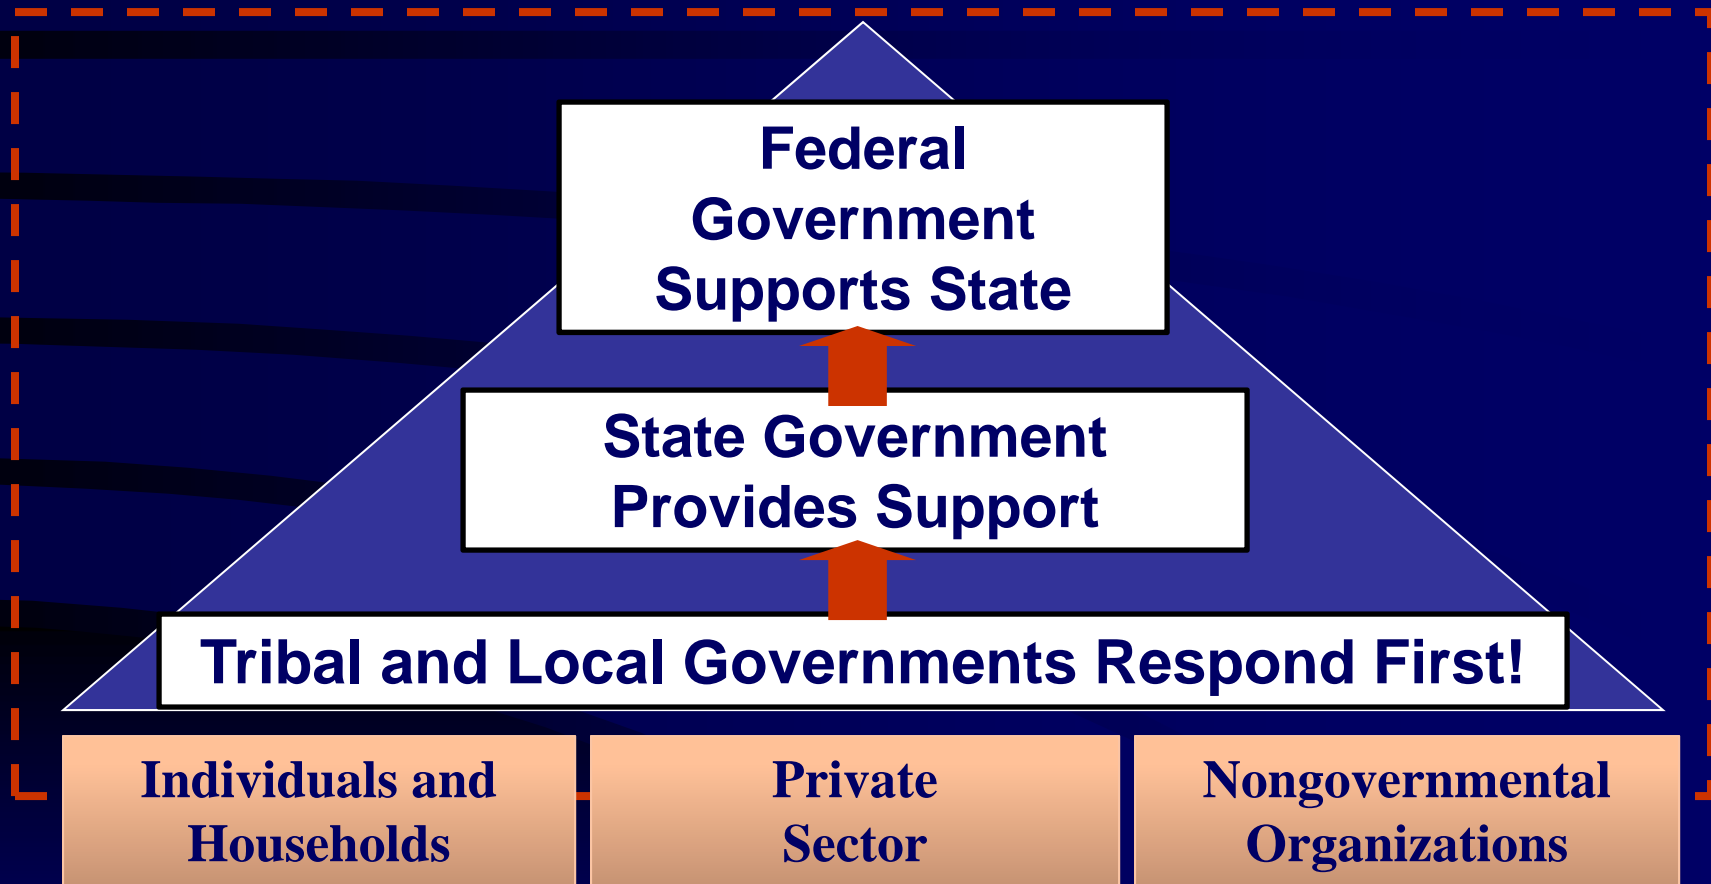 Federal
Government
Supports State
State Government
Provides Support
Tribal and Local Governments Respond First!
Individuals and
Households
Private
Sector
Nongovernmental
Organizations